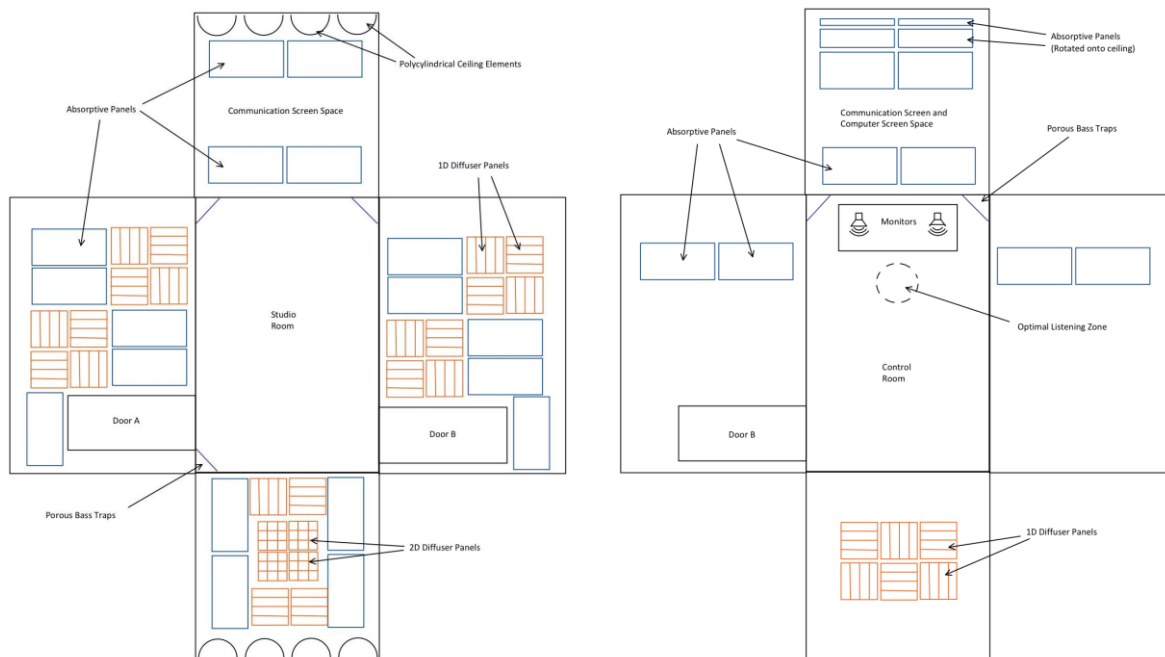 Polycylindrical Ceiling Elements
Absorptive Panels
Communication Screen Space
1D Diffuser Panels
Studio
Room
Door A
Door B
Porous Bass Traps
2D Diffuser Panels
Absorptive Panels
(Rotated onto ceiling)
Communication Screen and
Computer Screen Space
Absorptive Panels
Porous Bass Traps
Monitors
Optimal Listening Zone
Control
Room
Door B
1D Diffuser Panels